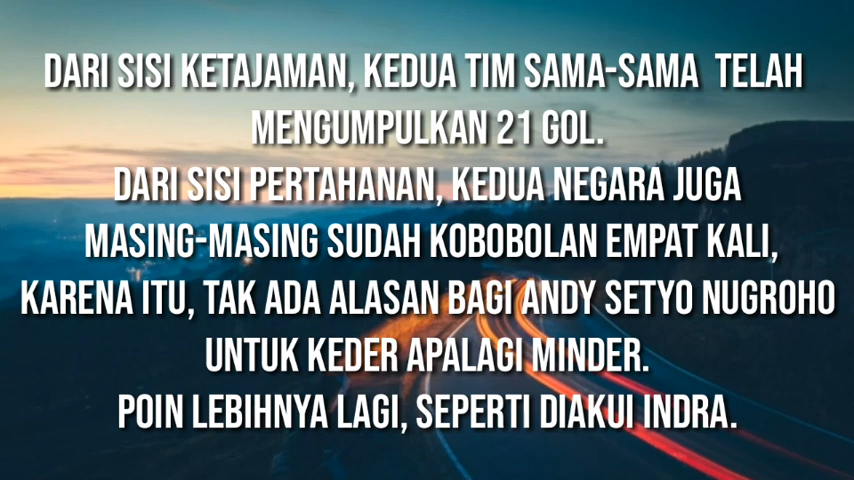 DARI SISI KETAJAMAN, KEDUA TIM SAMA-SAMA TELAH
MENGUMPULKAN 21 GOL.
DARI SISI PERTAHANAN, KEDUA NEGARA JUGA
MASING-MASING SUDAH KOBOBOLAN EMPAT KALI,
KARENA ITU, TAK ADA ALASAN BAGI ANDY SETYO NUGROHO
UNTUK KEDER APALAGI MINDER.
POIN LEBIHNYA LAGI, SEPERTI DIAKUI INDRA.